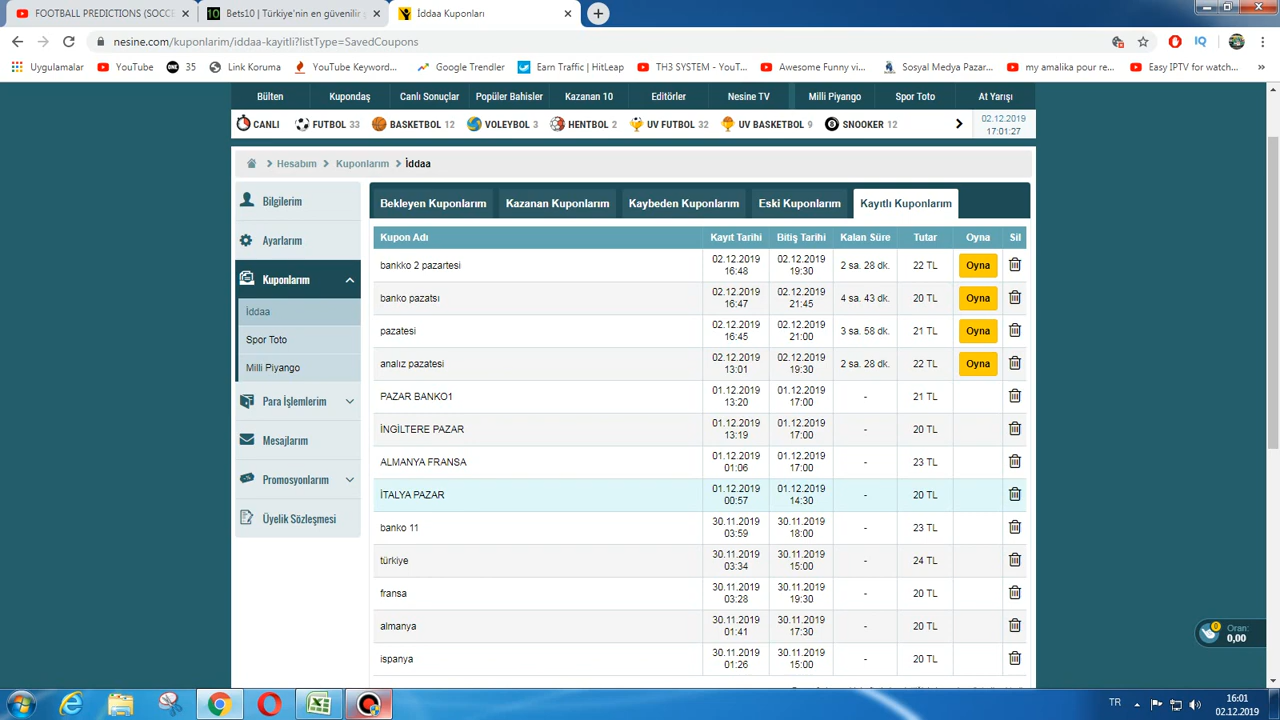 FOOTBALL PREDICTIONS (SOCCE
10 Bets10 | Türkiye'nin en güvenilir
İddaa Kuponları
nesine.com/kuponlarim/iddaa-kayitli?listType=SavedCoupons
Uygulamalar
YouTube
ONE 35
Link Koruma
YouTube Keyword...
Google Trendler
Earn Traffic | HitLeap
TH3 SYSTEM - YouT...
Awesome Funny vi...
Sosyal Medya Pazar...
my amalika pour re...
Easy IPTV for watch...
»
Bülten Kupondaş Canlı Sonuçlar Popüler Bahisler Kazanan 10 Editörler Nesine TV Milli Piyango Spor Toto At Yarışı
CANLI FUTBOL 33 BASKETBOL 12 VOLEYBOL 3 HENTBOL 2 UV FUTBOL 32 UV BASKETBOL 9 SNOOKER 12
02.12.2019
17:01:27
Hesabım Kuponlarım İddaa
Bilgilerim
Ayarlarım
Kuponlarım
İddaa
Spor Toto
Milli Piyango
Para İşlemlerim
Mesajlarım
Promosyonlarım
Üyelik Sözleşmesi
Bekleyen Kuponlarım Kazanan Kuponlarım Kaybeden Kuponlarım Eski Kuponlarım Kayıtlı Kuponlarım
Kupon Adı Kayıt Tarihi Bitiş Tarihi Kalan Süre Tutar Oyna Sil
bankko 2 pazartesi 02.12.2019 16:48 02.12.2019 19:30 2 sa. 28 dk. 22 TL Oyna
banko pazatsı 02.12.2019 16:47 02.12.2019 21:45 4 sa. 43 dk. 20 TL Oyna
pazatesi 02.12.2019 16:45 02.12.2019 21:00 3 sa. 58 dk. 21 TL Oyna
analız pazatesi 02.12.2019 13:01 02.12.2019 19:30 2 sa. 28 dk. 22 TL Oyna
PAZAR BANKO1 01.12.2019 13:20 01.12.2019 17:00 - 21 TL
İNGİLTERE PAZAR 01.12.2019 13:19 01.12.2019 17:00 - 20 TL
ALMANYA FRANSA 01.12.2019 01:06 01.12.2019 17:00 - 23 TL
İTALYA PAZAR 01.12.2019 00:57 01.12.2019 14:30 - 20 TL
banko 11 30.11.2019 03:59 30.11.2019 18:00 - 23 TL
türkiye 30.11.2019 03:34 30.11.2019 15:00 - 24 TL
fransa 30.11.2019 03:28 30.11.2019 19:30 - 20 TL
almanya 30.11.2019 01:41 30.11.2019 17:30 - 20 TL
ispanya 30.11.2019 01:26 30.11.2019 15:00 - 20 TL
0 Oran:
0,00
TR
16:01
02.12.2019